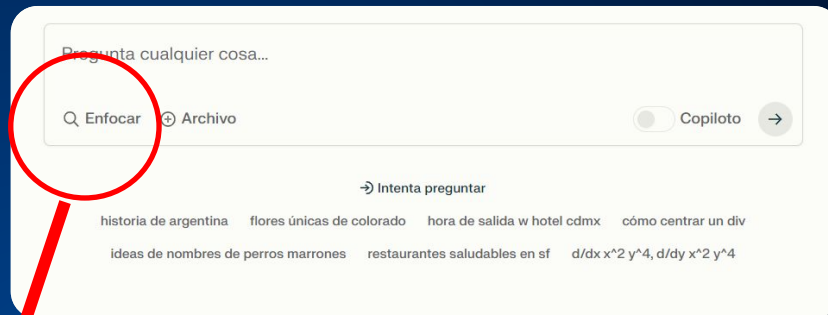 Pregunta cualquier cosa...
Enfocar Archivo Copiloto
Intenta preguntar
historia de argentina flores únicas de colorado hora de salida w hotel cdmx cómo centrar un div
ideas de nombres de perros marrones restaurantes saludables en sf d/dx x^2 y^4, d/dy x^2 y^4